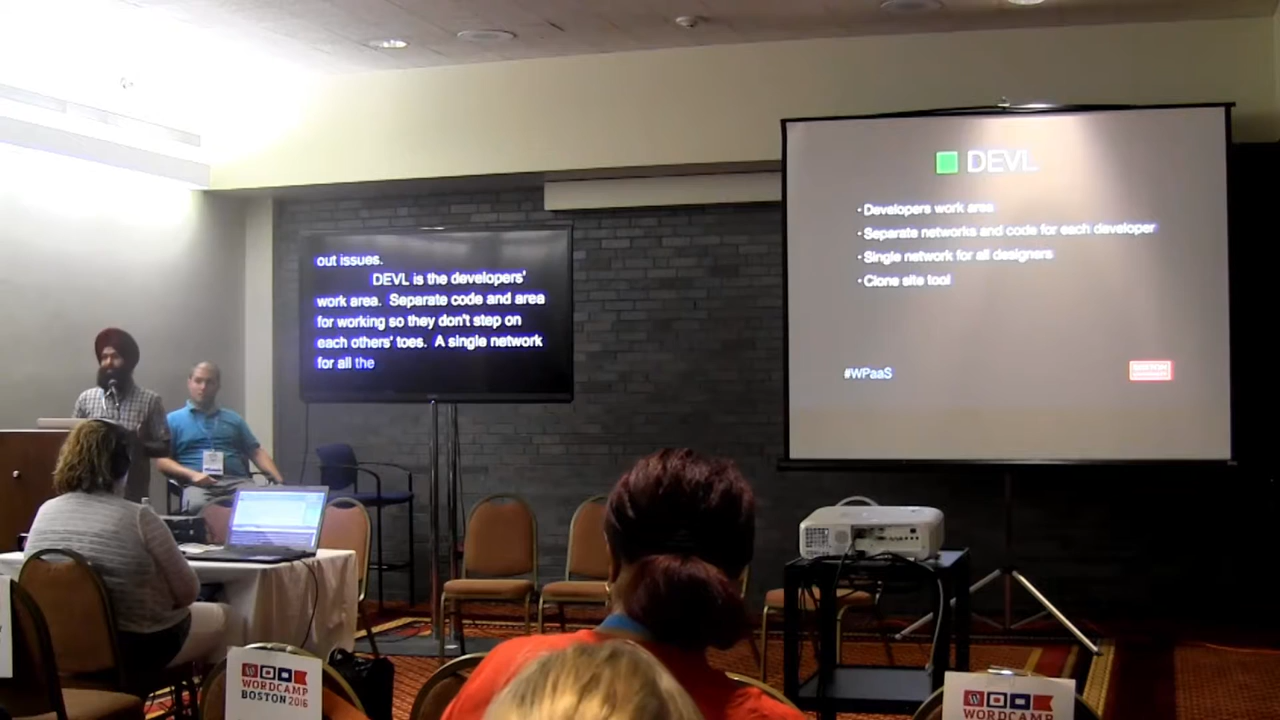 out issues.
DEVL is the developers'
work area. Separate code and area
for working so they don't step on
each others' toes. A single network
for all the
DEVL
· Developers work area
· Separate networks and code for each developer
· Single network for all designers
· Clone site tool
#WPaaS
WORDCAMP
BOSTON 2016
WORDCAMP